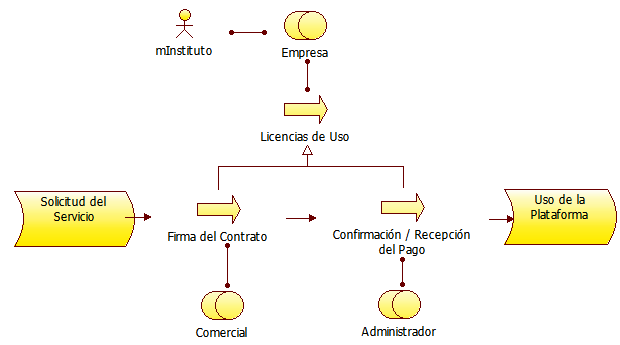 mInstituto
Empresa
Licencias de Uso
Solicitud del
Servicio
Firma del Contrato
Confirmación / Recepción
del Pago
Uso de la
Plataforma
Comercial
Administrador